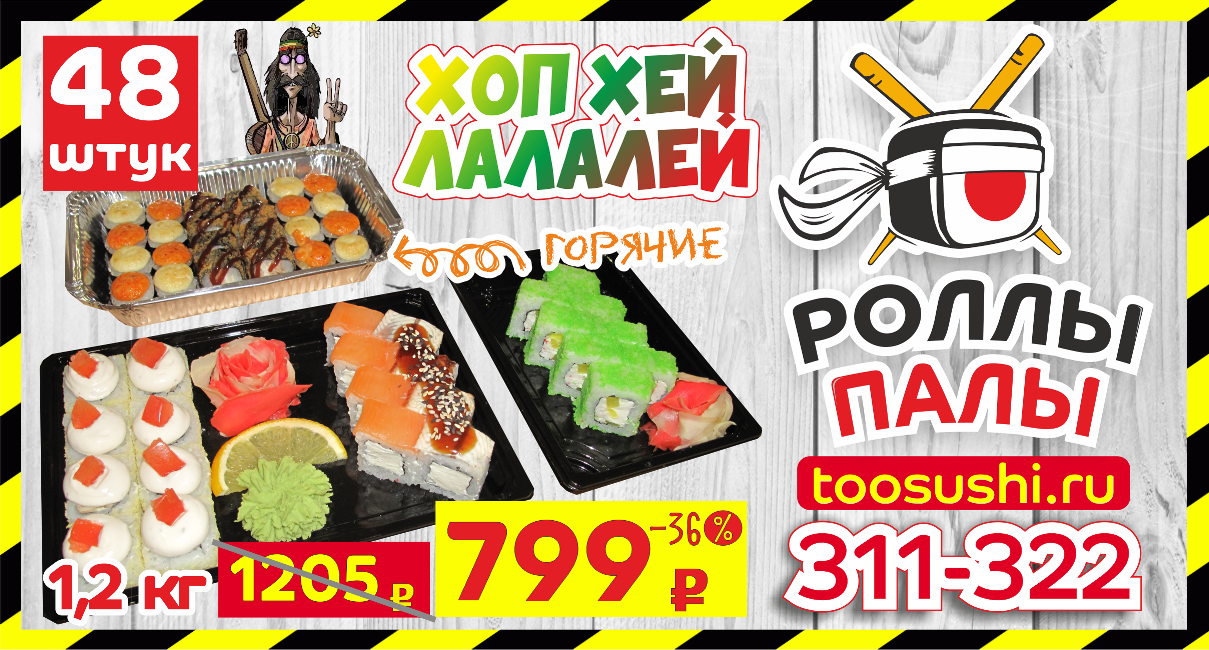 48
штук
ХОП ХЕЙ
ЛАЛАЛЕЙ
ГОРЯЧИЕ
РОЛЛЫ
ПАЛЫ
toosushi.ru
311-322
1,2 кг
1205 ₽
799 ₽
-36%